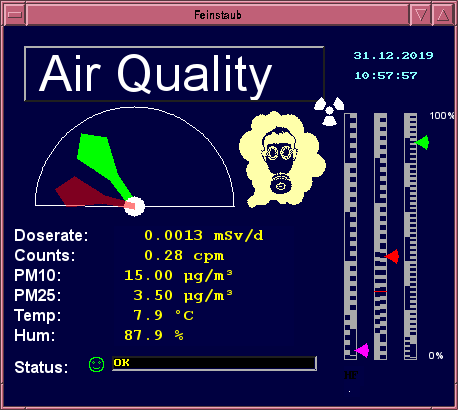 Feinstaub
Air Quality
31.12.2019
10:57:57
100%
Doserate: 0.0013 mSv/d
Counts: 0.28 cpm
PM10: 15.00 µg/m³
PM25: 3.50 µg/m³
Temp: 7.9 °C
Hum: 87.9 %
0%
Status: OK